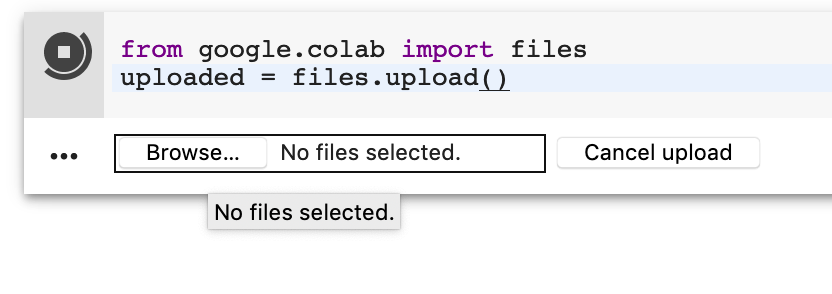 from google.colab import files
uploaded = files.upload()
Browse... No files selected. Cancel upload
No files selected.